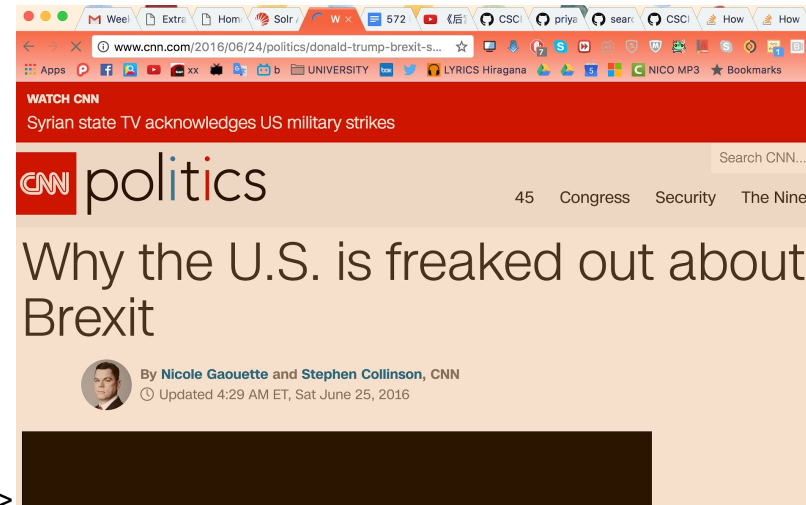 M Weel Extra Hom Solr W × 572 《后 CSCI priya searc CSCI How How
www.cnn.com/2016/06/24/politics/donald-trump-brexit-s...
Apps xx b UNIVERSITY box LYRICS Hiragana 5 C NICO MP3 Bookmarks
WATCH CNN
Syrian state TV acknowledges US military strikes
Search CNN...
CNN politics
45 Congress Security The Nine
Why the U.S. is freaked out about
Brexit
By Nicole Gaouette and Stephen Collinson, CNN
Updated 4:29 AM ET, Sat June 25, 2016
>